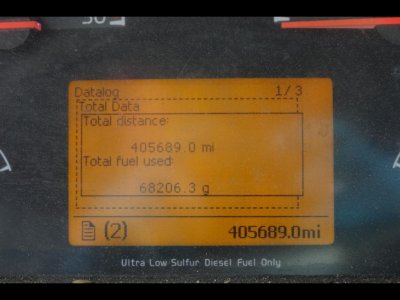 50
Datalog 1/3
Total Data
Total distance:
405689.0 mi
Total fuel used:
68206.3 g
(2) 405689.0mi
Ultra Low Sulfur Diesel Fuel Only